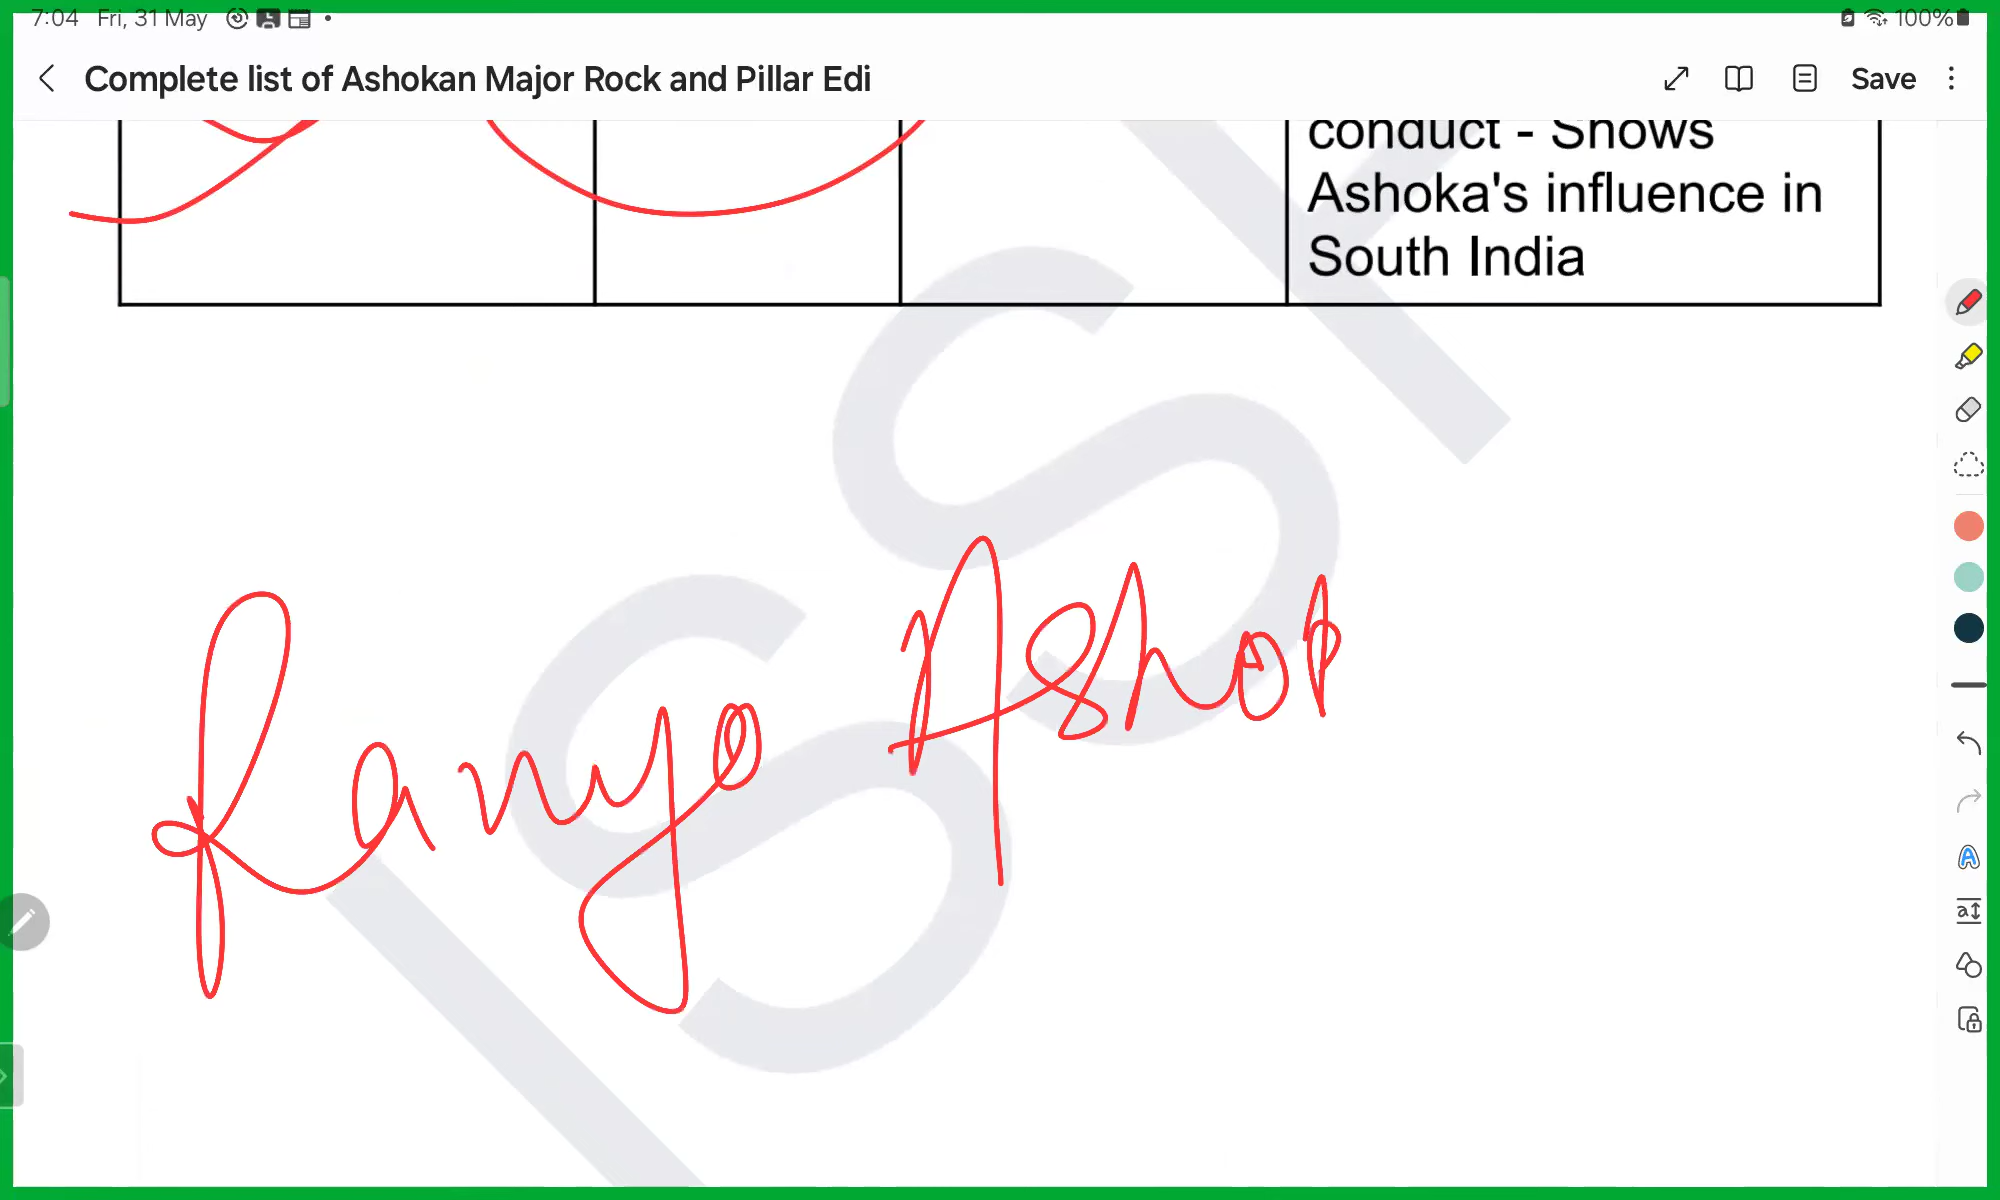 7:04 Fri, 31 May
100%
Complete list of Ashokan Major Rock and Pillar Edi
Save
conduct - Shows
Ashoka's influence in
South India
Ranyo Ashok